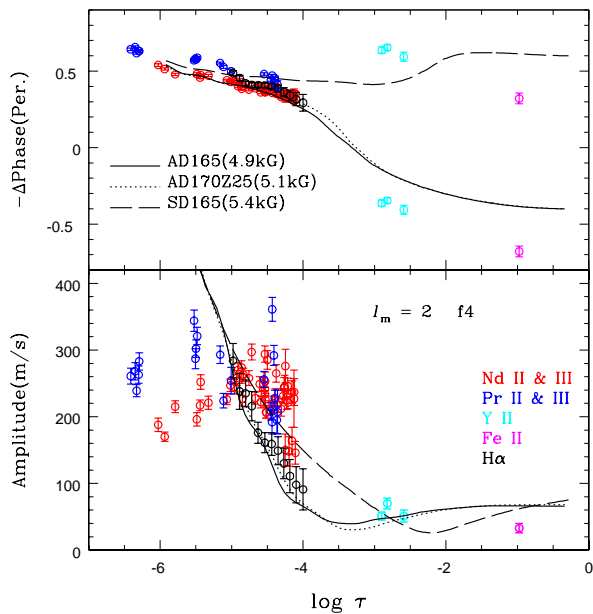 −ΔPhase(Per.)
0.5
0
−0.5
AD165(4.9kG)
AD170Z25(5.1kG)
SD165(5.4kG)
Amplitude(m/s)
400
300
200
100
0
l_m = 2 f4
Nd II & III
Pr II & III
Y II
Fe II
Hα
-6
-4
-2
0
log τ